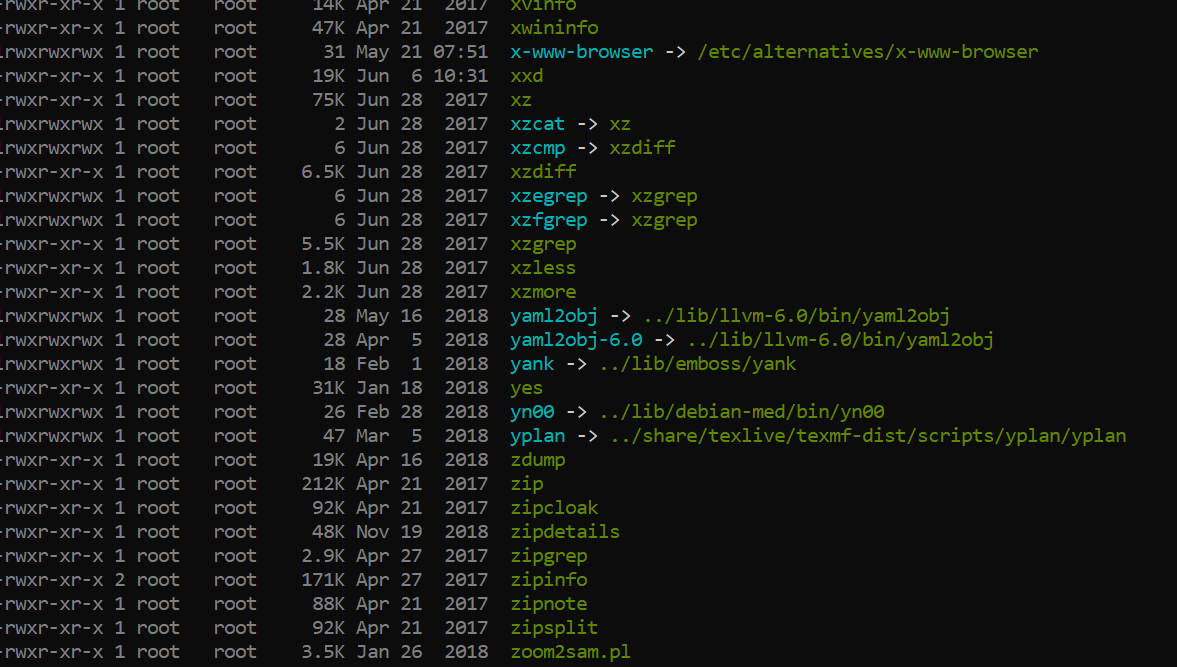 -rwxr-xr-x 1 root   root     14K Apr 21  2017  xvinfo
-rwxr-xr-x 1 root   root     47K Apr 21  2017  xwininfo
lrwxrwxrwx 1 root   root      31 May 21 07:51  x-www-browser -> /etc/alternatives/x-www-browser
-rwxr-xr-x 1 root   root     19K Jun  6 10:31  xxd
-rwxr-xr-x 1 root   root     75K Jun 28  2017  xz
lrwxrwxrwx 1 root   root       2 Jun 28  2017  xzcat -> xz
lrwxrwxrwx 1 root   root       6 Jun 28  2017  xzcmp -> xzdiff
-rwxr-xr-x 1 root   root    6.5K Jun 28  2017  xzdiff
lrwxrwxrwx 1 root   root       6 Jun 28  2017  xzegrep -> xzgrep
lrwxrwxrwx 1 root   root       6 Jun 28  2017  xzfgrep -> xzgrep
-rwxr-xr-x 1 root   root    5.5K Jun 28  2017  xzgrep
-rwxr-xr-x 1 root   root    1.8K Jun 28  2017  xzless
-rwxr-xr-x 1 root   root    2.2K Jun 28  2017  xzmore
lrwxrwxrwx 1 root   root      28 May 16  2018  yaml2obj -> ../lib/llvm-6.0/bin/yaml2obj
lrwxrwxrwx 1 root   root      28 Apr  5  2018  yaml2obj-6.0 -> ../lib/llvm-6.0/bin/yaml2obj
lrwxrwxrwx 1 root   root      18 Feb  1  2018  yank -> ../lib/emboss/yank
-rwxr-xr-x 1 root   root     31K Jan 18  2018  yes
lrwxrwxrwx 1 root   root      26 Feb 28  2018  yn00 -> ../lib/debian-med/bin/yn00
lrwxrwxrwx 1 root   root      47 Mar  5  2018  yplan -> ../share/texlive/texmf-dist/scripts/yplan/yplan
-rwxr-xr-x 1 root   root     19K Apr 16  2018  zdump
-rwxr-xr-x 1 root   root    212K Apr 21  2017  zip
-rwxr-xr-x 1 root   root     92K Apr 21  2017  zipcloak
-rwxr-xr-x 1 root   root     48K Nov 19  2018  zipdetails
-rwxr-xr-x 1 root   root    2.9K Apr 27  2017  zipgrep
-rwxr-xr-x 2 root   root    171K Apr 27  2017  zipinfo
-rwxr-xr-x 1 root   root     88K Apr 21  2017  zipnote
-rwxr-xr-x 1 root   root     92K Apr 21  2017  zipsplit
-rwxr-xr-x 1 root   root    3.5K Jan 26  2018  zoom2sam.pl